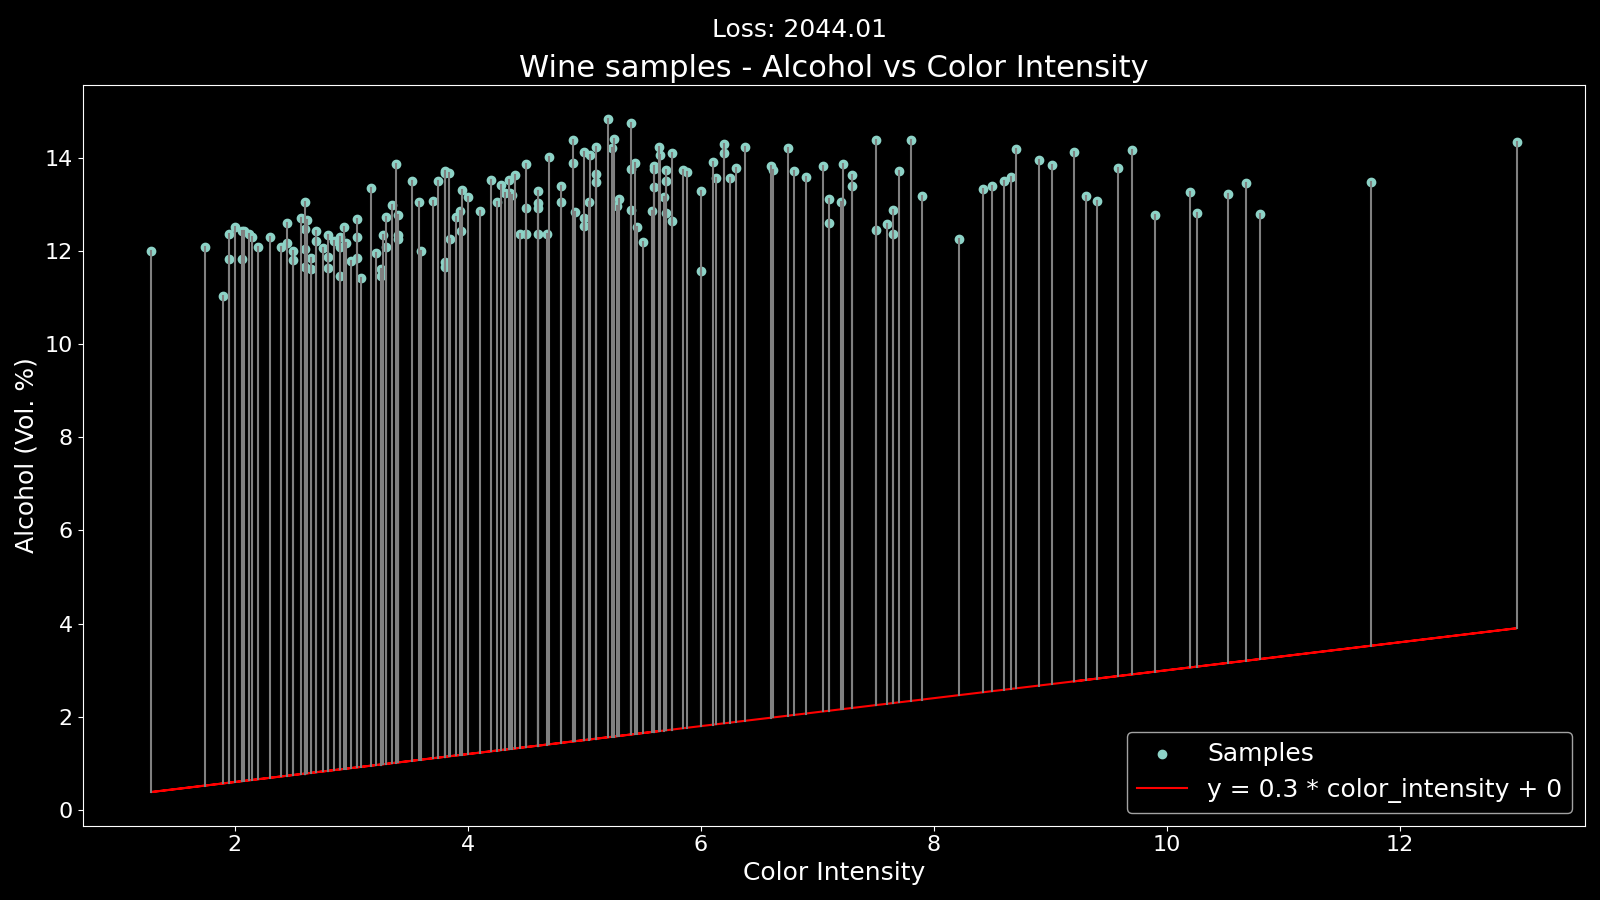 Loss: 2044.01
Wine samples - Alcohol vs Color Intensity
Alcohol (Vol. %)
14
12
10
8
6
4
2
0
Samples
y = 0.3 * color_intensity + 0
2 4 6 8 10 12
Color Intensity